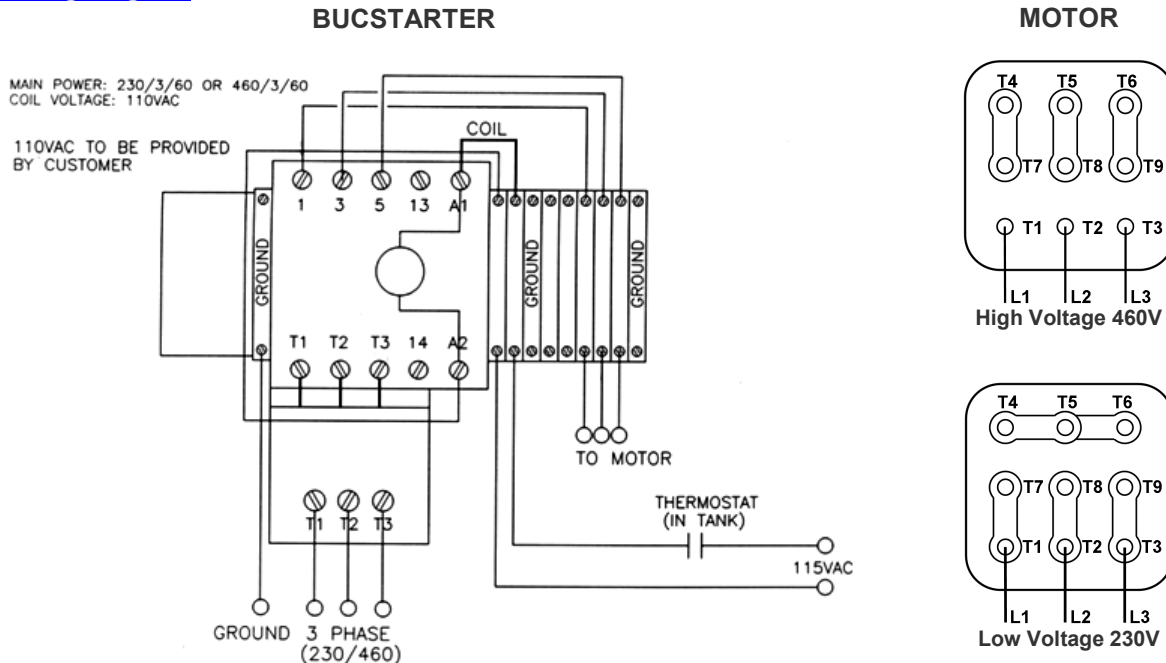 BUCSTARTER
MOTOR
MAIN POWER: 230/3/60 OR 460/3/60
COIL VOLTAGE: 110VAC
110VAC TO BE PROVIDED
BY CUSTOMER
COIL
1 3 5 13 A1
GROUND
GROUND
GROUND
T1 T2 T3 14 A2
T1 T2 T3
TO MOTOR
THERMOSTAT
(IN TANK)
115VAC
GROUND 3 PHASE
(230/460)
T4 T5 T6
T7 T8 T9
T1 T2 T3
L1 L2 L3
High Voltage 460V
T4 T5 T6
T7 T8 T9
T1 T2 T3
L1 L2 L3
Low Voltage 230V